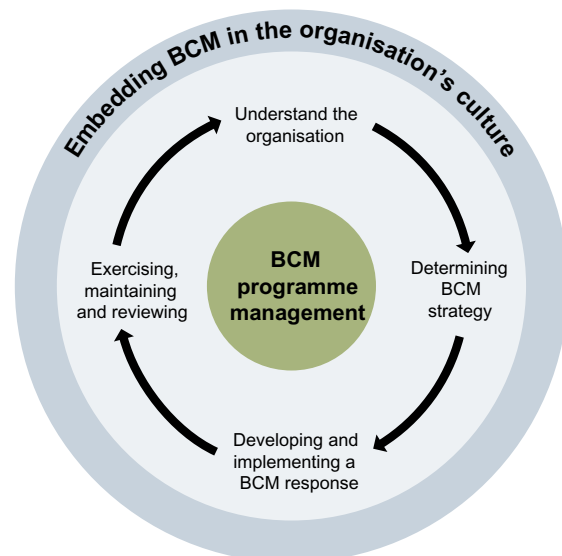 Embedding BCM in the organisation's culture
Understand the
organisation
Determining
BCM
strategy
Developing and
implementing a
BCM response
Exercising,
maintaining
and reviewing
BCM
programme
management